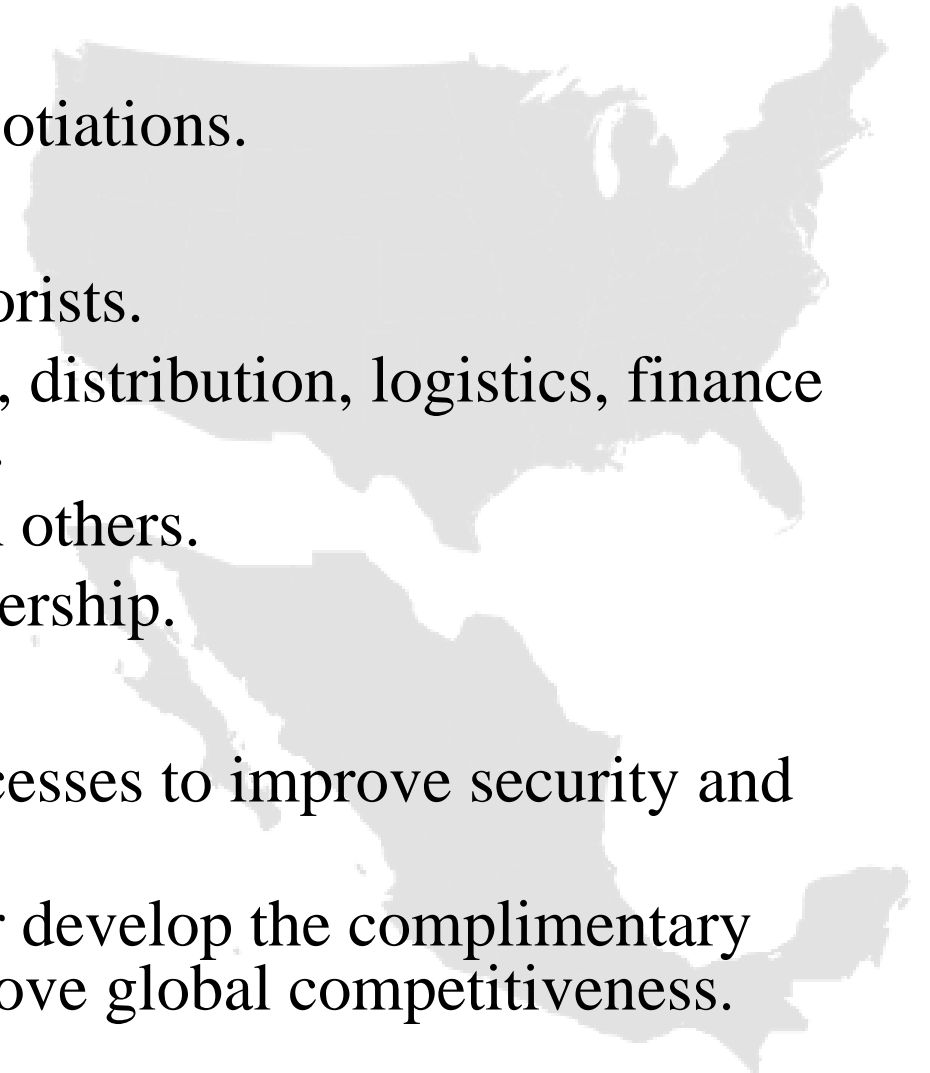 otiations.
orists.
, distribution, logistics, finance
.
others.
ership.
cesses to improve security and
r develop the complimentary
ove global competitiveness.